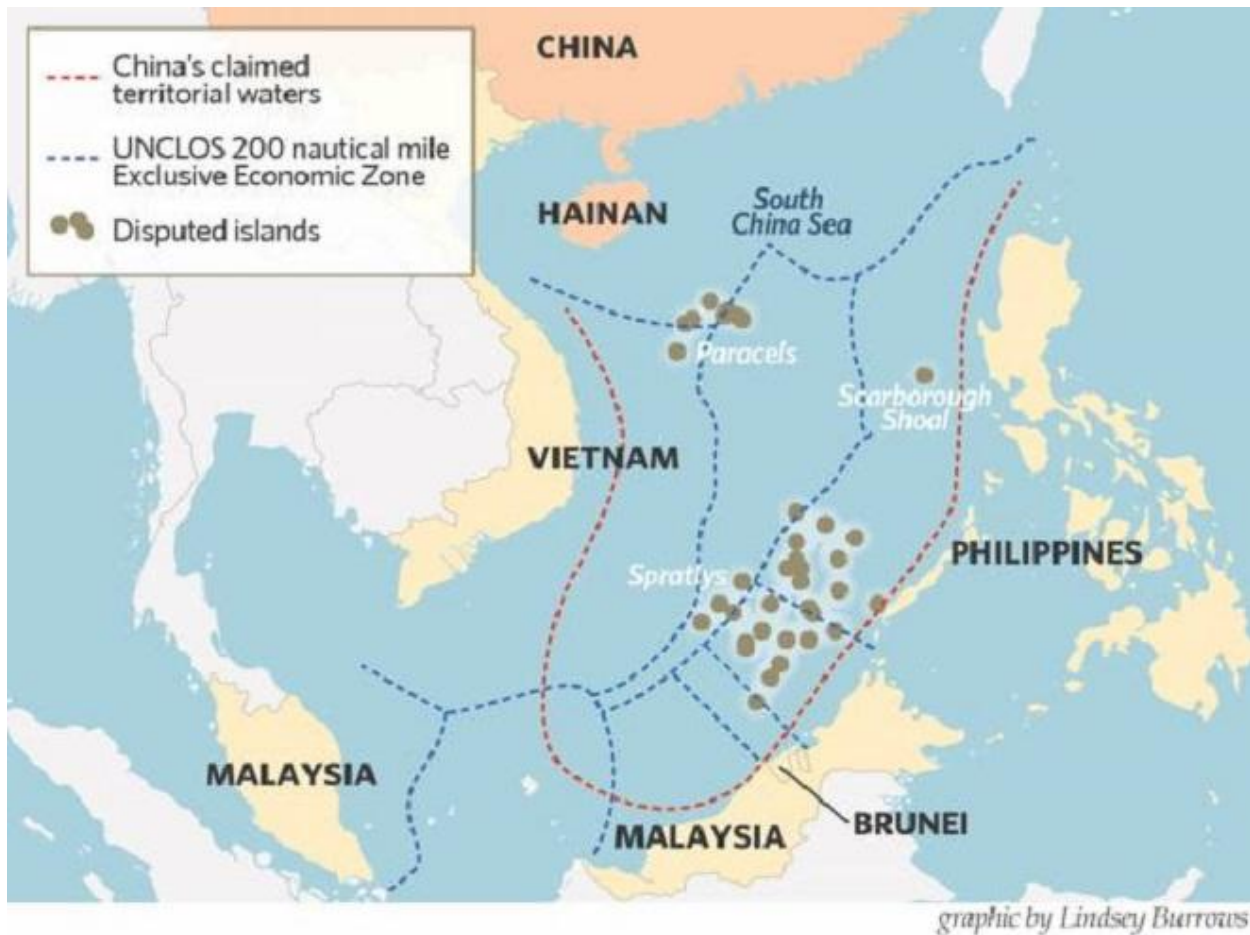 China's claimed
territorial waters
UNCLOS 200 nautical mile
Exclusive Economic Zone
Disputed islands
CHINA
HAINAN
South
China Sea
Paracels
Scarborough
Shoal
VIETNAM
Spratlys
PHILIPPINES
MALAYSIA
MALAYSIA
BRUNEI
graphic by Lindsey Burrows